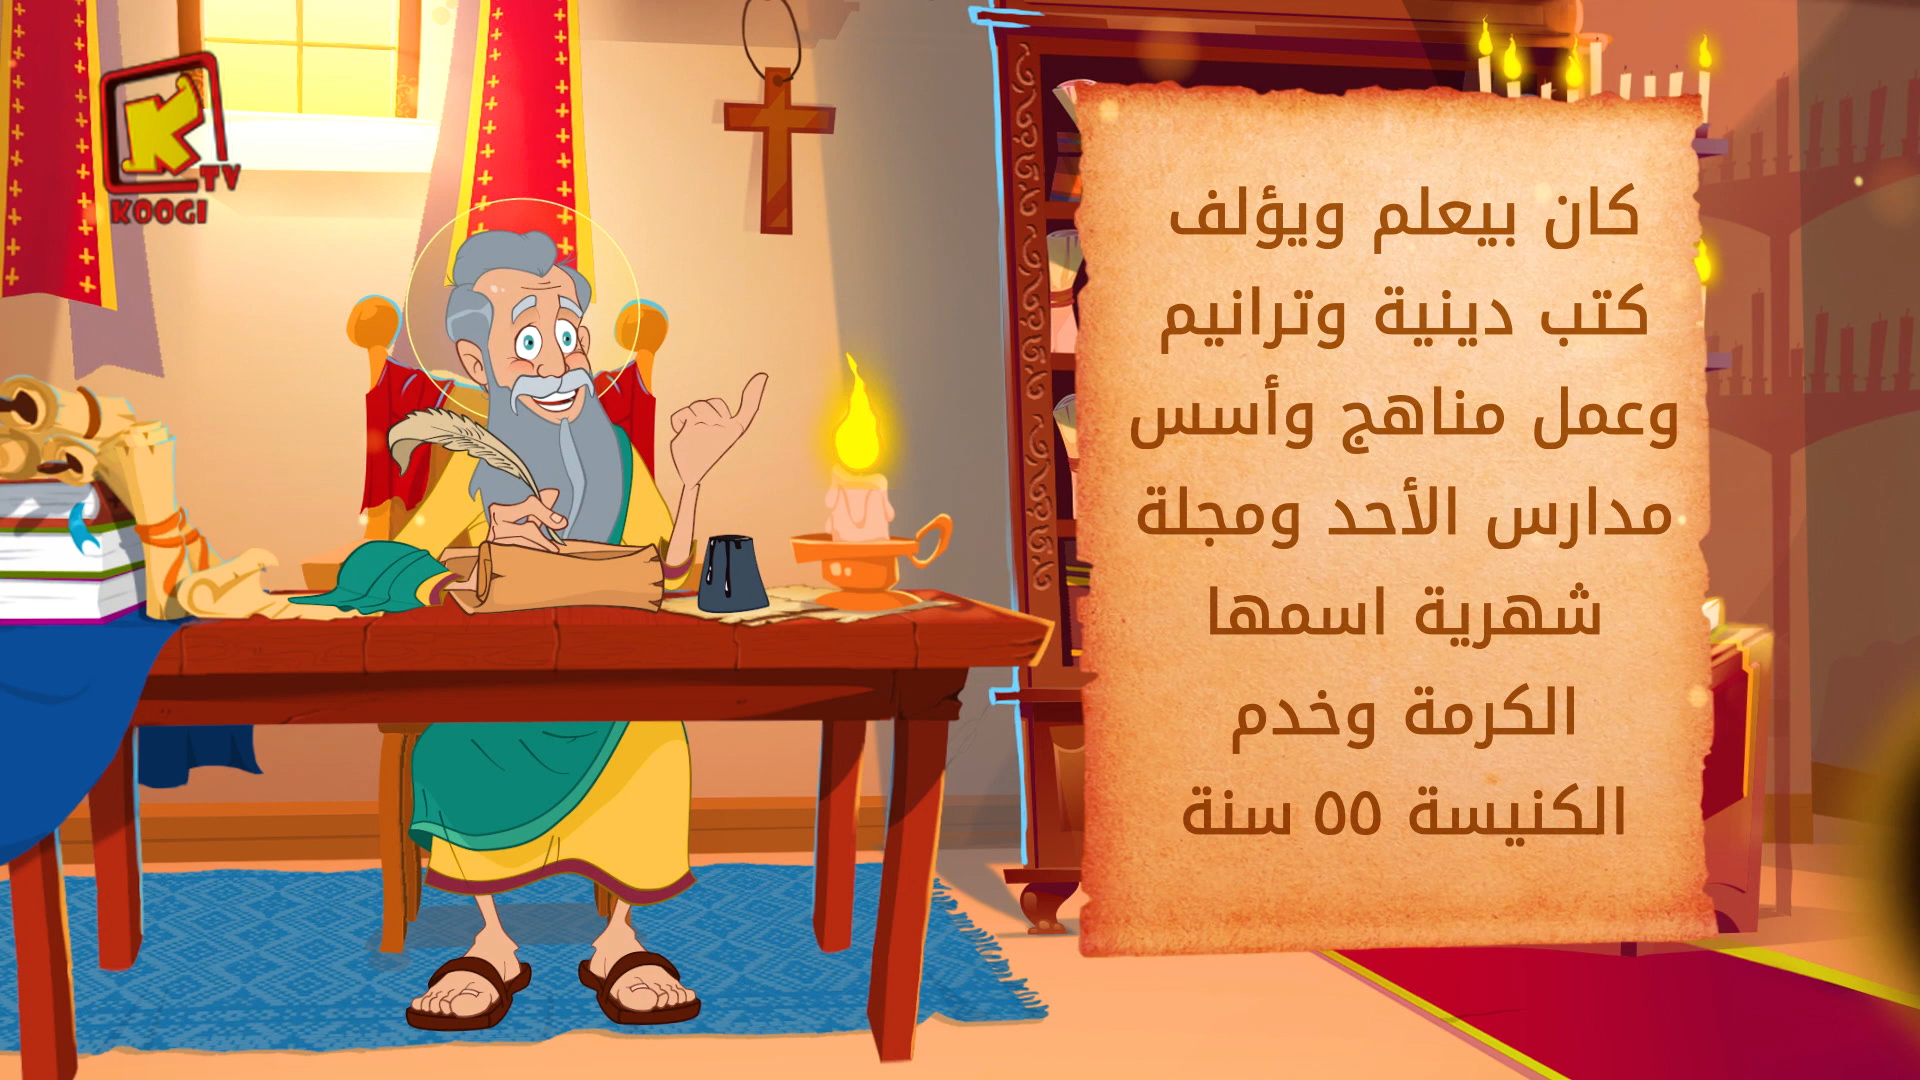 K
TV
KOOGI
كان بيعلم ويؤلف
كتب دينية وترانيم
وعمل مناهج وأسس
مدارس الأحد ومجلة
شهرية اسمها
الكرمة وخدم
الكنيسة ٥٥ سنة